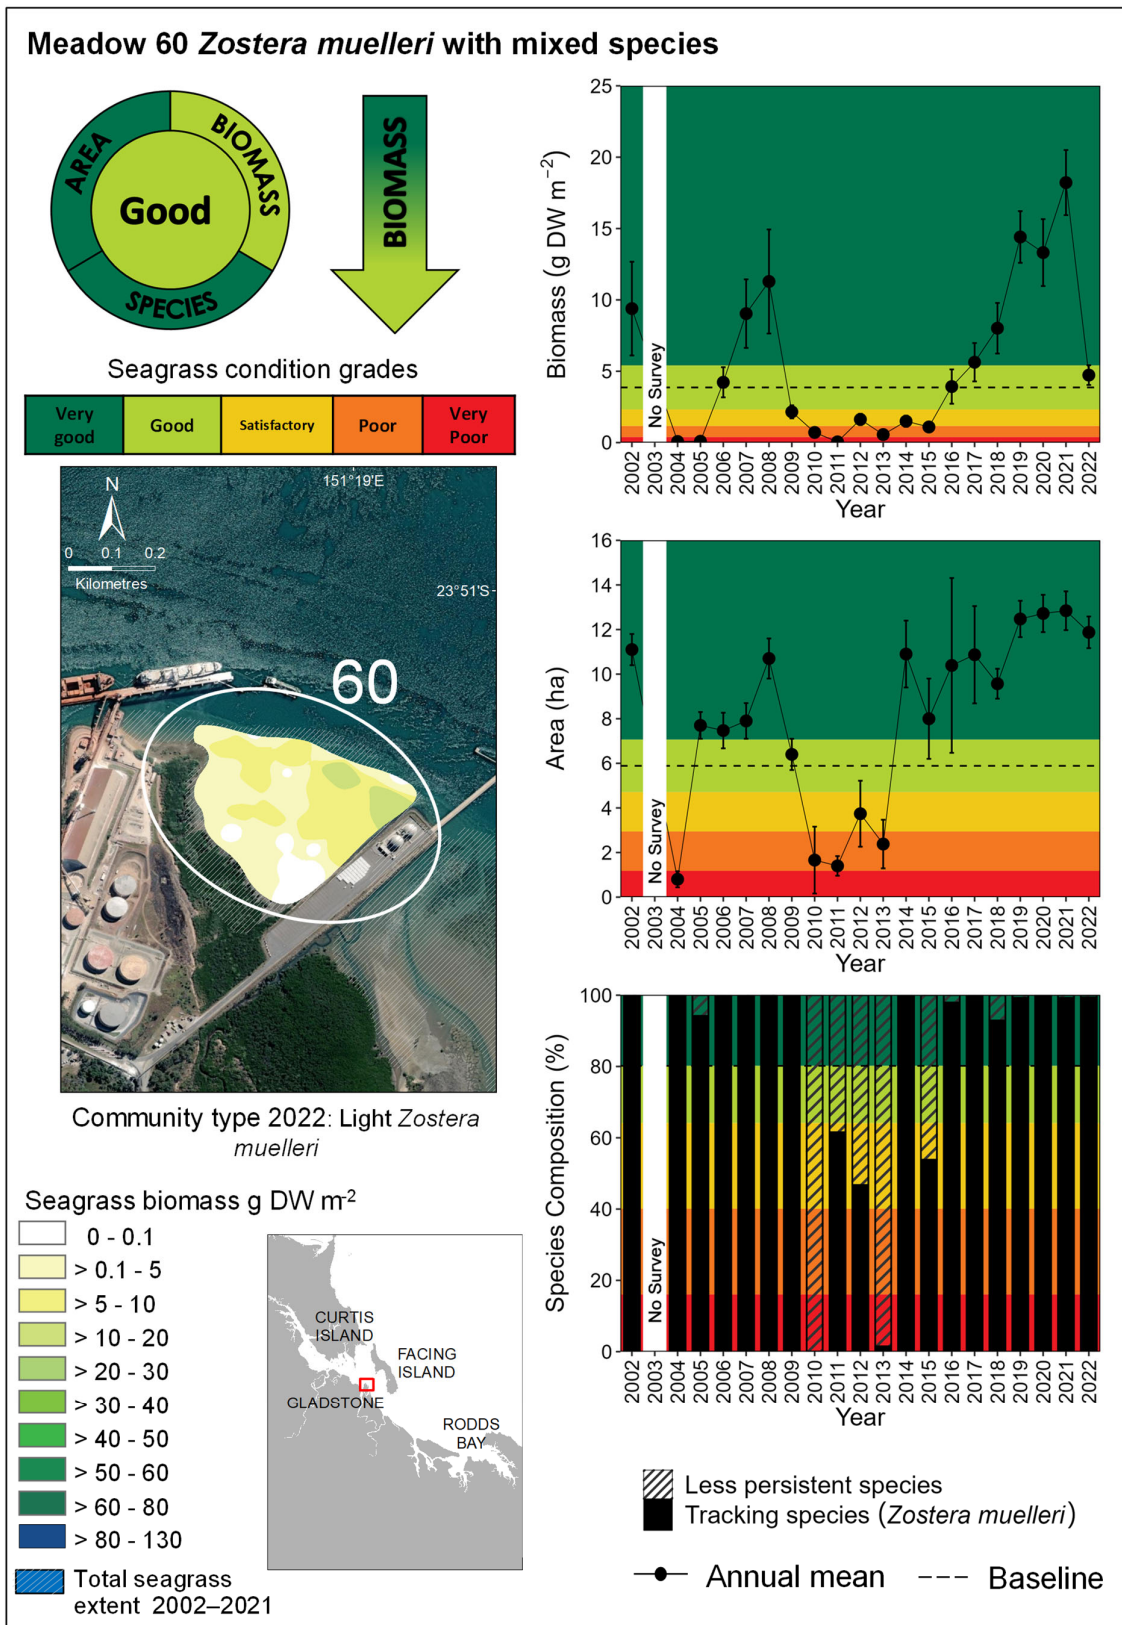 Meadow 60 Zostera muelleri with mixed species
AREA
BIOMASS
SPECIES
Good
BIOMASS
Seagrass condition grades
Very good
Good
Satisfactory
Poor
Very Poor
N
0 0.1 0.2
Kilometres
151°19'E
23°51'S
60
Community type 2022: Light Zostera
muelleri
Seagrass biomass g DW m-2
0 - 0.1
> 0.1 - 5
> 5 - 10
> 10 - 20
> 20 - 30
> 30 - 40
> 40 - 50
> 50 - 60
> 60 - 80
> 80 - 130
Total seagrass
extent 2002–2021
CURTIS
ISLAND
FACING
ISLAND
GLADSTONE
RODDS
BAY
Biomass (g DW m−2)
25
20
15
10
5
0
No Survey
2002 2003 2004 2005 2006 2007 2008 2009 2010 2011 2012 2013 2014 2015 2016 2017 2018 2019 2020 2021 2022
Year
Area (ha)
16
14
12
10
8
6
4
2
0
No Survey
2002 2003 2004 2005 2006 2007 2008 2009 2010 2011 2012 2013 2014 2015 2016 2017 2018 2019 2020 2021 2022
Year
Species Composition (%)
100
80
60
40
20
0
No Survey
2002 2003 2004 2005 2006 2007 2008 2009 2010 2011 2012 2013 2014 2015 2016 2017 2018 2019 2020 2021 2022
Year
Less persistent species
Tracking species (Zostera muelleri)
Annual mean
Baseline